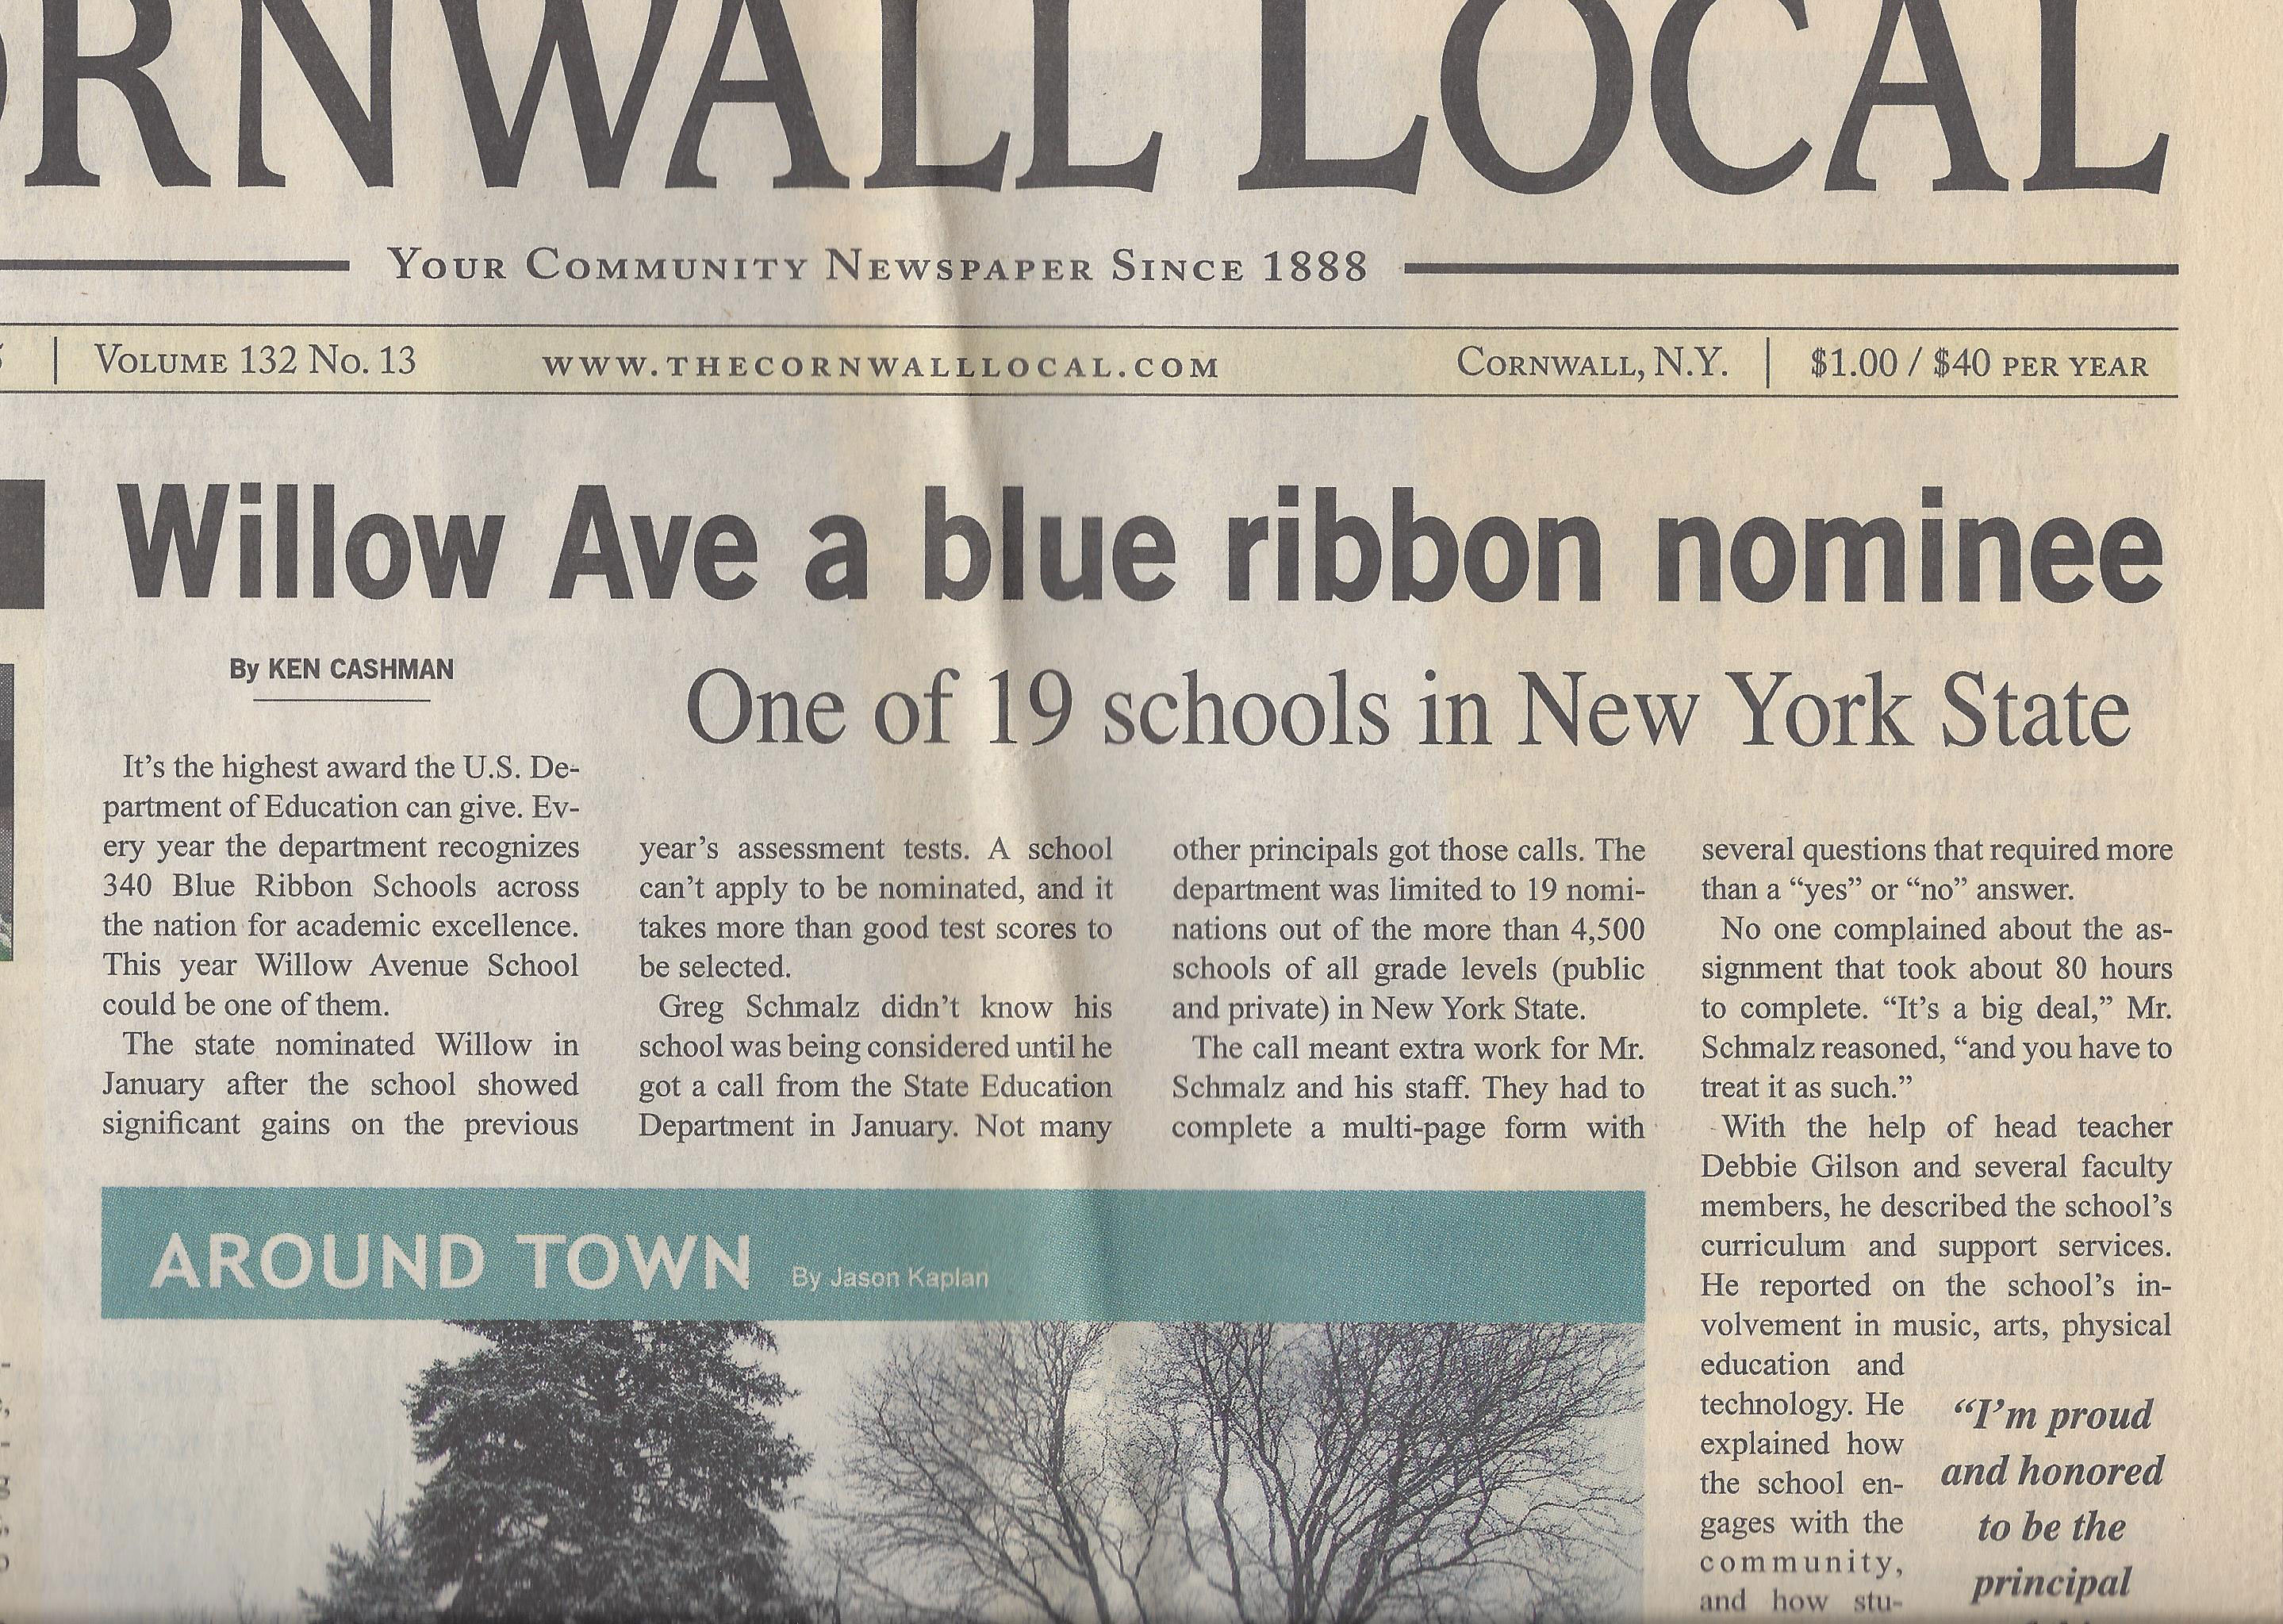 ORNWALL LOCAL
YOUR COMMUNITY NEWSPAPER SINCE 1888
VOLUME 132 NO. 13
WWW.THECORNWALLLOCAL.COM
CORNWALL, N.Y.
$1.00 / $40 PER YEAR
Willow Ave a blue ribbon nominee
By KEN CASHMAN
One of 19 schools in New York State
It's the highest award the U.S. De-
partment of Education can give. Ev-
ery year the department recognizes
340 Blue Ribbon Schools across
the nation for academic excellence.
This year Willow Avenue School
could be one of them.
The state nominated Willow in
January after the school showed
significant gains on the previous
year's assessment tests. A school
can't apply to be nominated, and it
takes more than good test scores to
be selected.
Greg Schmalz didn't know his
school was being considered until he
got a call from the State Education
Department in January. Not many
other principals got those calls. The
department was limited to 19 nomi-
nations out of the more than 4,500
schools of all grade levels (public
and private) in New York State.
The call meant extra work for Mr.
Schmalz and his staff. They had to
complete a multi-page form with
several questions that required more
than a “yes” or “no” answer.
No one complained about the as-
signment that took about 80 hours
to complete. “It's a big deal,” Mr.
Schmalz reasoned, “and you have to
treat it as such.”
With the help of head teacher
Debbie Gilson and several faculty
members, he described the school's
curriculum and support services.
He reported on the school's in-
volvement in music, arts, physical
education and
technology. He
explained how
the school en-
gages with the
community,
and how stu-
“I'm proud
and honored
to be the
principal
AROUND TOWN
By Jason Kaplan